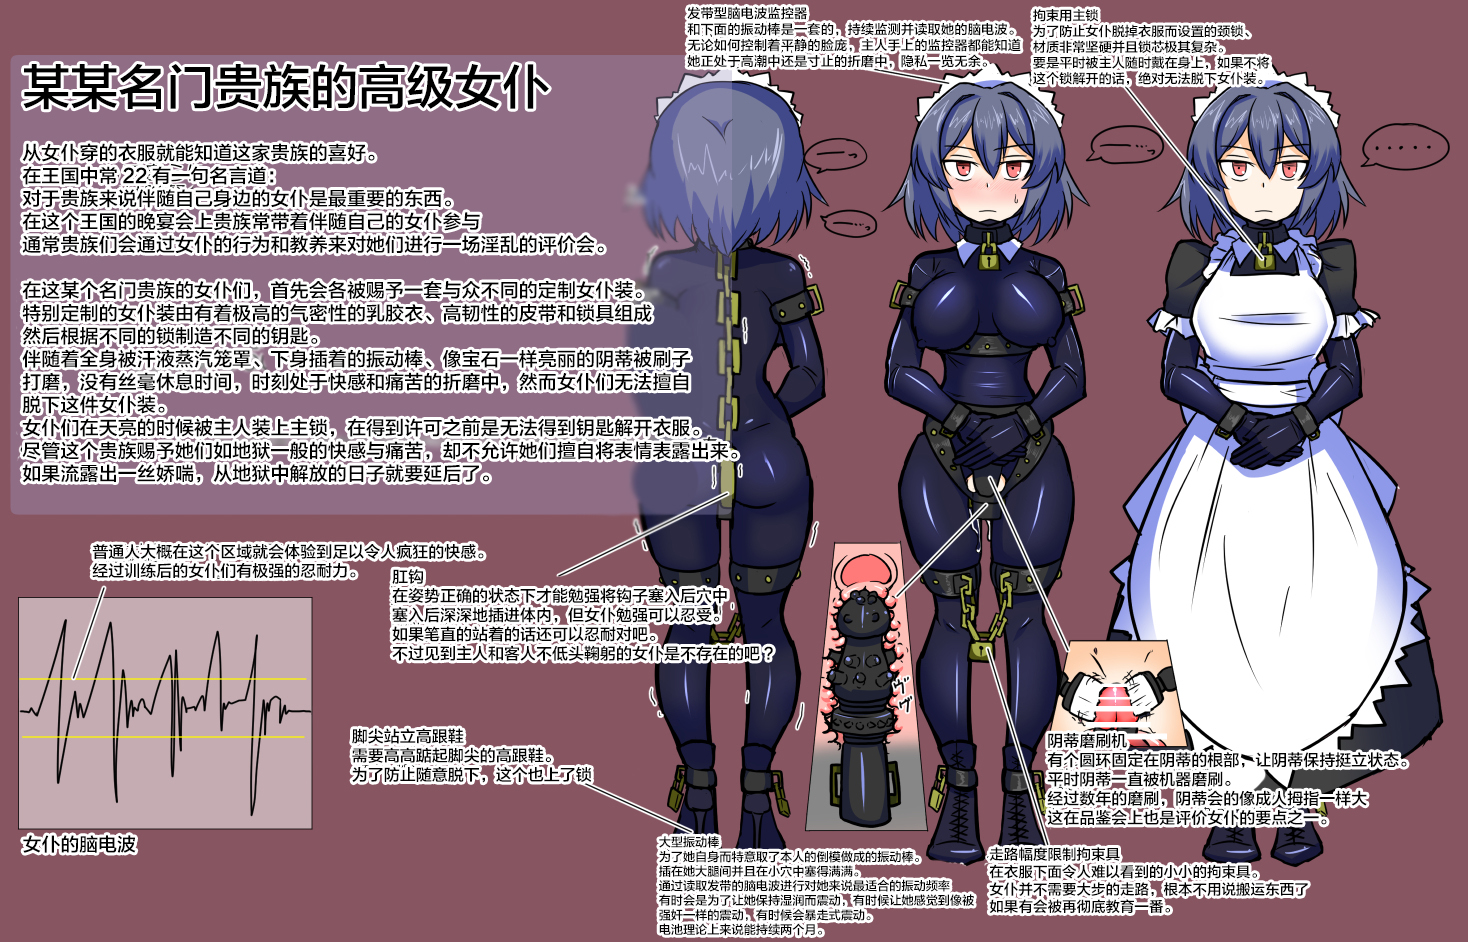 某某名门贵族的高级女仆
从女仆穿的衣服就能知道这家贵族的喜好。
在王国中常22有一句名言道:
对于贵族来说伴随自己身边的女仆是最重要的东西。
在这个王国的晚宴会上贵族常带着伴随自己的女仆参与
通常贵族们会通过女仆的行为和教养来对她们进行一场淫乱的评价会。
在这某个名门贵族的女仆们，首先会各被赐予一套与众不同的定制女仆装。
特别定制的女仆装由有着极高的气密性的乳胶衣、高韧性的皮带和锁具组成
然后根据不同的锁制造不同的钥匙。
伴随着全身被汗液蒸汽笼罩、下身插着的振动棒、像宝石一样亮丽的阴蒂被刷子
打磨，没有丝毫休息时间，时刻处于快感和痛苦的折磨中，然而女仆们无法擅自
脱下这件女仆装。
女仆们在天亮的时候被主人装上主锁，在得到许可之前是无法得到钥匙解开衣服。
尽管这个贵族赐予她们如地狱一般的快感与痛苦，却不允许她们擅自将表情表露出来。
如果流露出一丝娇喘，从地狱中解放的日子就要延后了。
发带型脑电波监控器
和下面的振动棒是一套的，持续监测并读取她的脑电波。
无论如何控制着平静的脸庞，主人手上的监控器都能知道
她正处于高潮中还是寸止的折磨中，隐私一览无余。
拘束用主锁
为了防止女仆脱掉衣服而设置的颈锁、
材质非常坚硬并且锁芯极其复杂。
要是平时被主人随时戴在身上，如果不将
这个锁解开的话，绝对无法脱下女仆装。
.....
普通人大概在这个区域就会体验到足以令人疯狂的快感。
经过训练后的女仆们有极强的忍耐力。
女仆的脑电波
肛钩
在姿势正确的状态下才能勉强将钩子塞入后穴中
塞入后深深地插进体内，但女仆勉强可以忍受。
如果笔直的站着的话还可以忍耐对吧。
不过见到主人和客人不低头鞠躬的女仆是不存在的吧？
脚尖站立高跟鞋
需要高高踮起脚尖的高跟鞋。
为了防止随意脱下，这个也上了锁
ヴヴ
ヴ
大型振动棒
为了她自身而特意取了本人的倒模做成的振动棒。
插在她大腿间并且在小穴中塞得满满。
通过读取发带的脑电波进行对她来说最适合的振动频率
有时会是为了让她保持湿润而震动，有时候让她感觉到像被
强奸一样的震动，有时候会暴走式震动。
电池理论上来说能持续两个月。
阴蒂磨刷机
有个圆环固定在阴蒂的根部，让阴蒂保持挺立状态。
平时阴蒂一直被机器磨刷。
经过数年的磨刷，阴蒂会的像成人拇指一样大
这在品鉴会上也是评价女仆的要点之一。
走路幅度限制拘束具
在衣服下面令人难以看到的小小的拘束具。
女仆并不需要大步的走路，根本不用说搬运东西了
如果有会被再彻底教育一番。